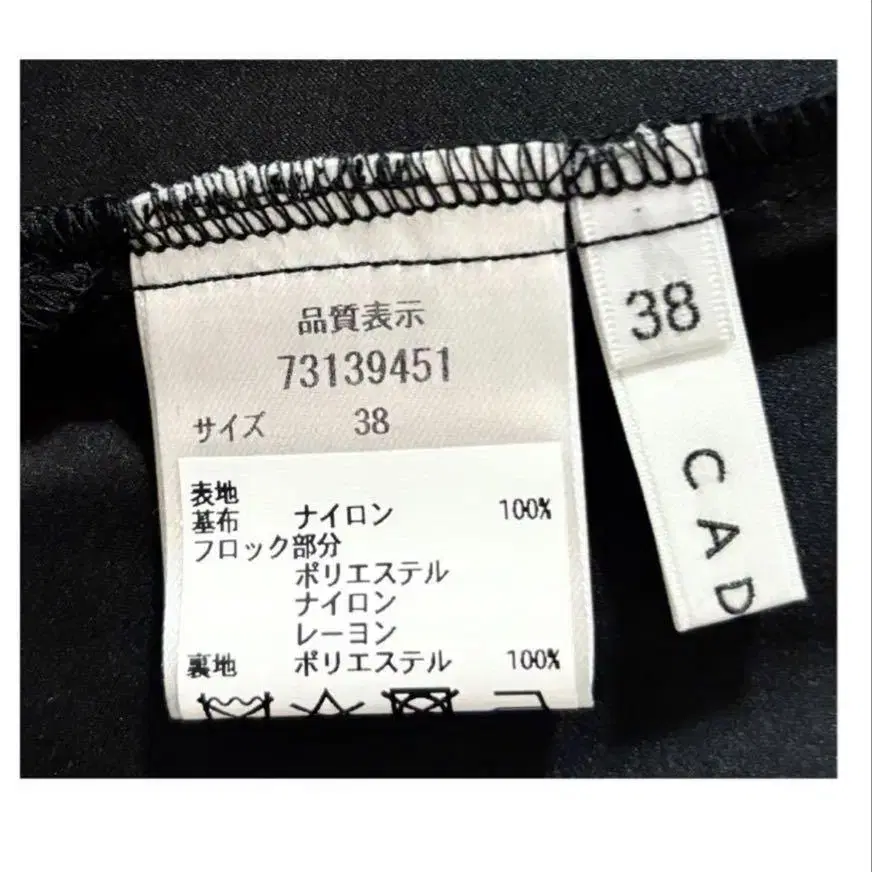 品質表示
73139451
サイズ 38
表地
基布 ナイロン 100%
フロック部分
ポリエステル
ナイロン
レーヨン
裏地 ポリエステル 100%
38
CAD